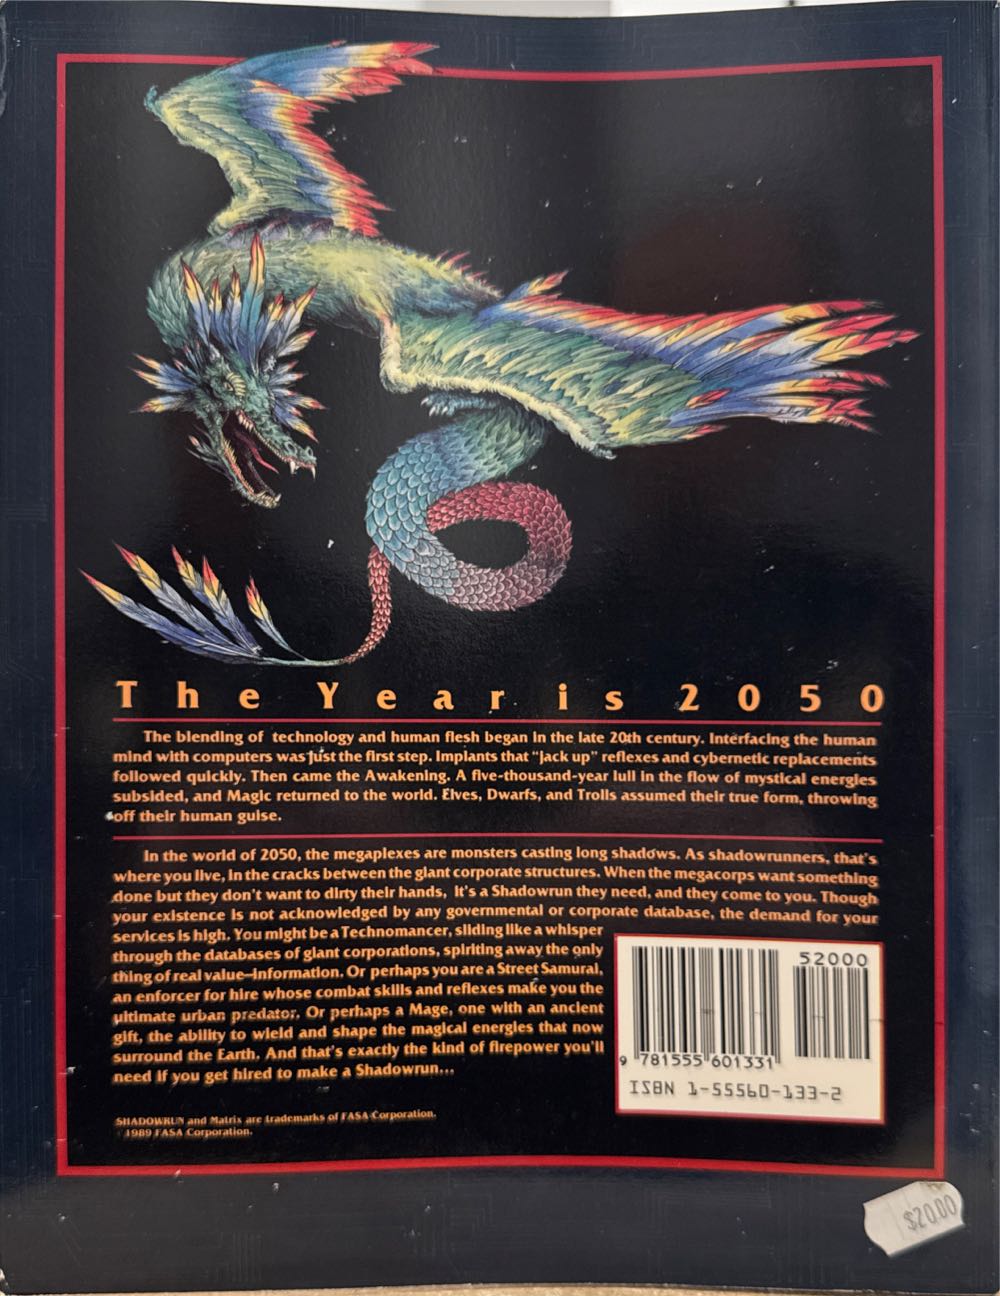 The Year is 2050
The blending of technology and human flesh began in the late 20th century. Interfacing the human
mind with computers was just the first step. Implants that "jack up" reflexes and cybernetic replacements
followed quickly. Then came the Awakening. A five-thousand-year lull in the flow of mystical energies
subsided, and Magic returned to the world. Elves, Dwarfs, and Trolls assumed their true form, throwing
off their human guise.
In the world of 2050, the megaplexes are monsters casting long shadows. As shadowrunners, that's
where you live, in the cracks between the giant corporate structures. When the megacorps want something
done but they don't want to dirty their hands, it's a Shadowrun they need, and they come to you. Though
your existence is not acknowledged by any governmental or corporate database, the demand for your
services is high. You might be a Technomancer, sliding like a whisper
through the databases of giant corporations, spiriting away the only
thing of real value—information. Or perhaps you are a Street Samurai,
an enforcer for hire whose combat skills and reflexes make you the
ultimate urban predator. Or perhaps a Mage, one with an ancient
gift, the ability to wield and shape the magical energies that now
surround the Earth. And that's exactly the kind of firepower you'll
need if you get hired to make a Shadowrun...
52000
9 781555 601331
ISBN 1-55560-133-2
SHADOWRUN and Matrix are trademarks of FASA Corporation.
1989 FASA Corporation.
$20.00